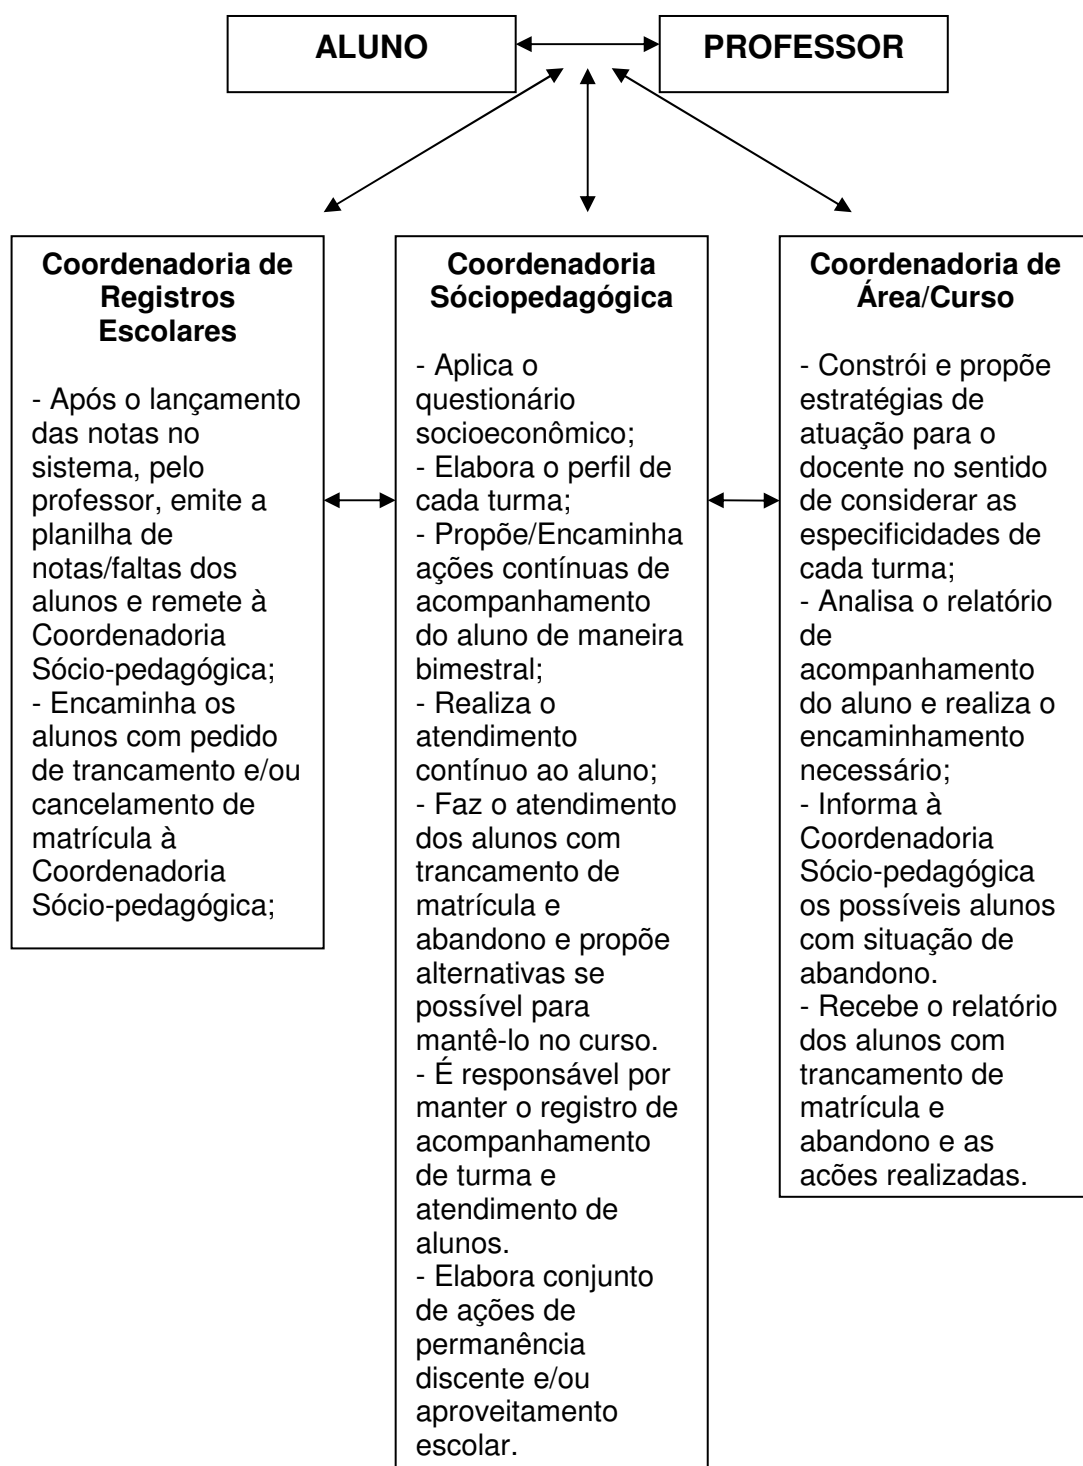 ALUNO
PROFESSOR
Coordenadoria de
Registros
Escolares
- Após o lançamento
das notas no
sistema, pelo
professor, emite a
planilha de
notas/faltas dos
alunos e remete à
Coordenadoria
Sócio-pedagógica;
- Encaminha os
alunos com pedido
de trancamento e/ou
cancelamento de
matrícula à
Coordenadoria
Sócio-pedagógica;
Coordenadoria
Sóciopedagógica
- Aplica o
questionário
socioeconômico;
- Elabora o perfil de
cada turma;
- Propõe/Encaminha
ações contínuas de
acompanhamento
do aluno de maneira
bimestral;
- Realiza o
atendimento
contínuo ao aluno;
- Faz o atendimento
dos alunos com
trancamento de
matrícula e
abandono e propõe
alternativas se
possível para
mantê-lo no curso.
- É responsável por
manter o registro de
acompanhamento
de turma e
atendimento de
alunos.
- Elabora conjunto
de ações de
permanência
discente e/ou
aproveitamento
escolar.
Coordenadoria de
Área/Curso
- Constrói e propõe
estratégias de
atuação para o
docente no sentido
de considerar as
especificidades de
cada turma;
- Analisa o relatório
de
acompanhamento
do aluno e realiza o
encaminhamento
necessário;
- Informa à
Coordenadoria
Sócio-pedagógica
os possíveis alunos
com situação de
abandono.
- Recebe o relatório
dos alunos com
trancamento de
matrícula e
abandono e as
acões realizadas.